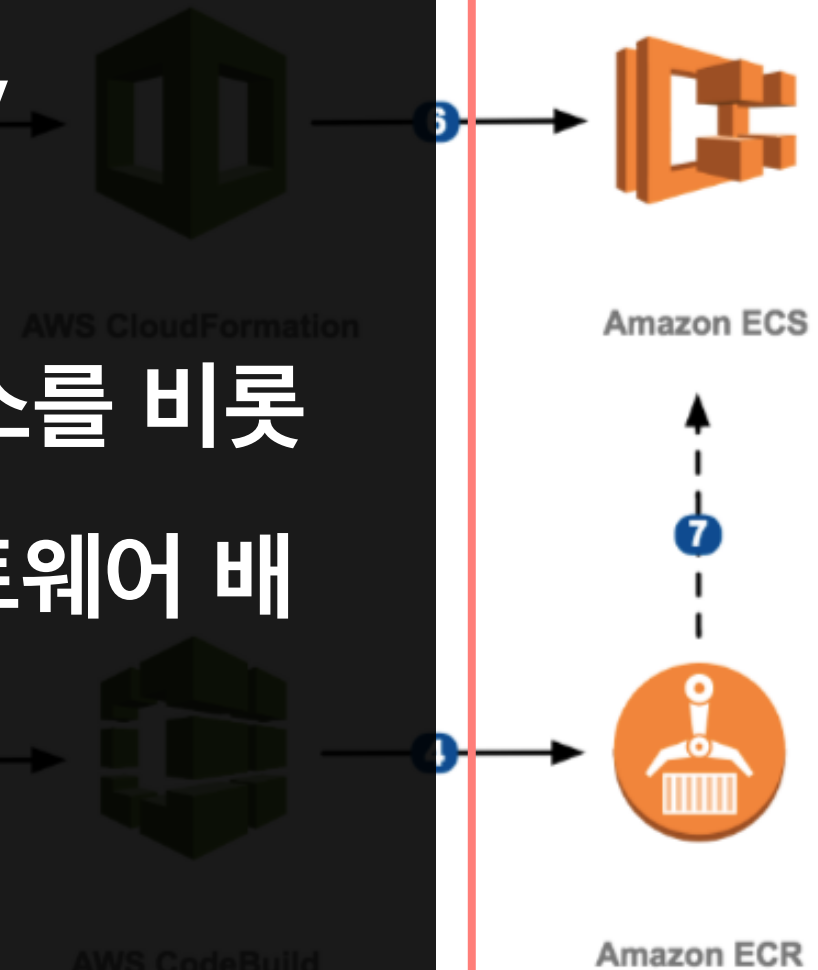 6
AWS CloudFormation
Amazon ECS
스를 비롯
7
트웨어 배
4
AWS CodeBuild
Amazon ECR